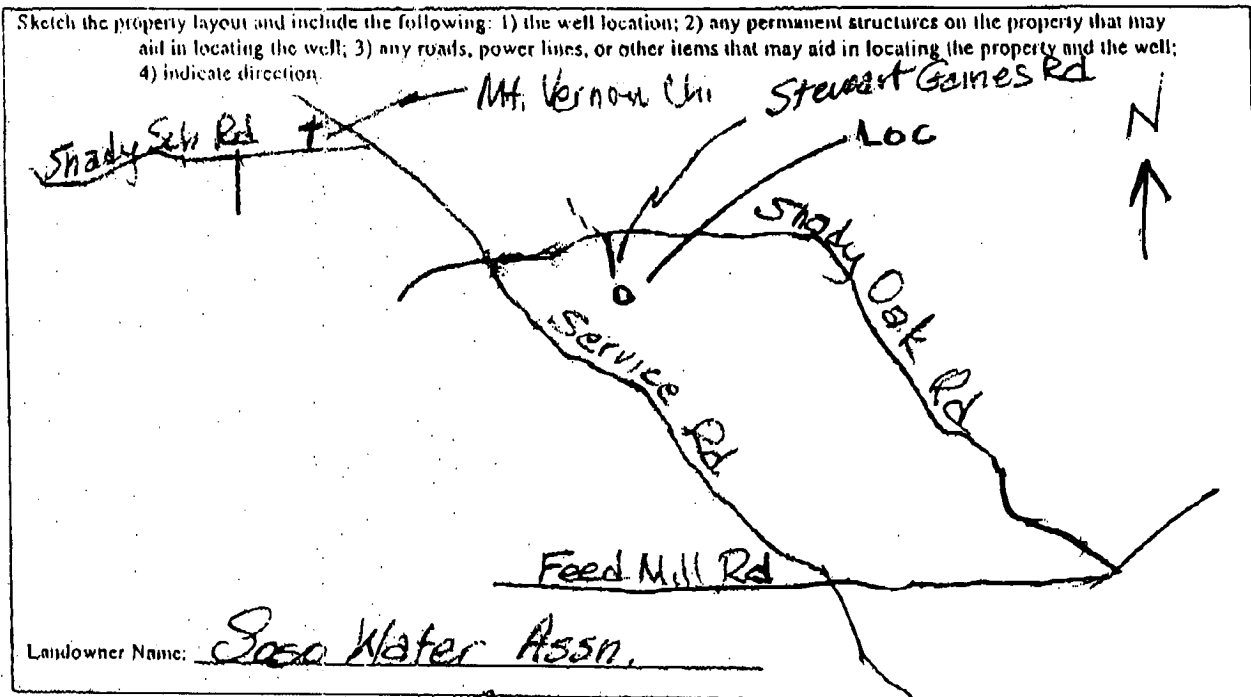 Sketch the property layout and include the following: 1) the well location; 2) any permanent structures on the property that may
aid in locating the well; 3) any roads, power lines, or other items that may aid in locating the property and the well;
4) indicate direction.
Mt. Vernon Ch.
Stewart Gaines Rd
Shady Sch Rd
LOC
N
Shady Oak Rd
Service Rd
Feed Mill Rd
Landowner Name: Soso Water Assn.